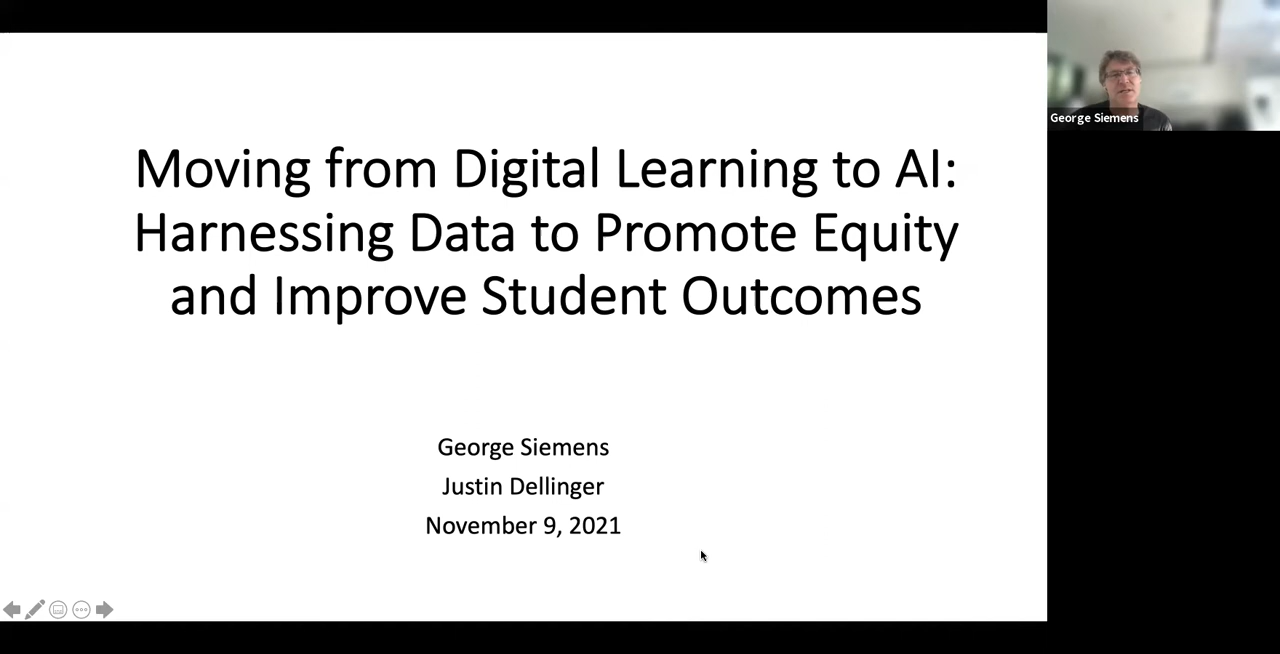 Moving from Digital Learning to AI:
Harnessing Data to Promote Equity
and Improve Student Outcomes
George Siemens
Justin Dellinger
November 9, 2021
George Siemens